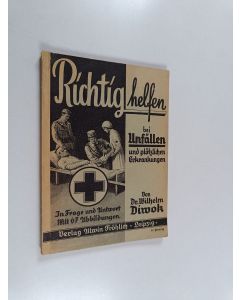 Richtig helfen
bei
Unfällen
und plötzlichen
Erkrankungen
Von
Dr. Wilhelm
Diwok
In Frage und Antwort
Mit 67 Abbildungen
Verlag Alwin Fröhlich - Leipzig